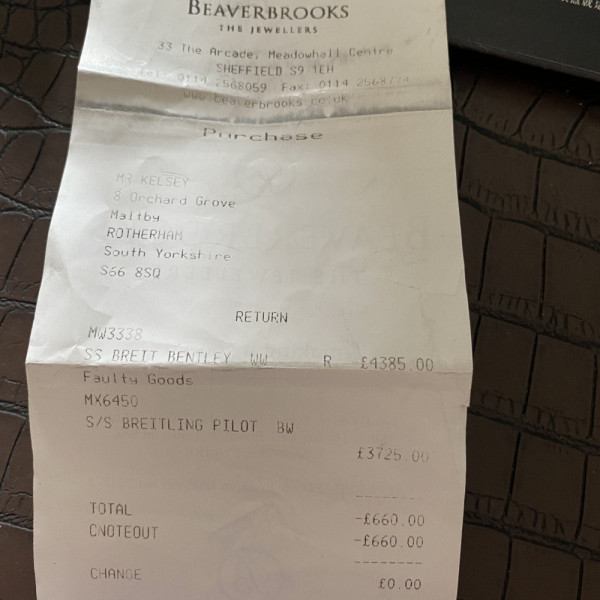 BEAVERBROOKS
THE JEWELLERS
33 The Arcade, Meadowhall Centre
SHEFFIELD S9 1EH
Tel: 0114 2568059 Fax: 0114 2568774
www.beaverbrooks.co.uk
Purchase
MR KELSEY
8 Orchard Grove
Maltby
ROTHERHAM
South Yorkshire
S66 8SQ
RETURN
MW3338
SS BREIT BENTLEY WW R £4385.00
Faulty Goods
MX6450
S/S BREITLING PILOT BW
£3725.00
--------
TOTAL -£660.00
CNOTEOUT -£660.00
--------
CHANGE £0.00